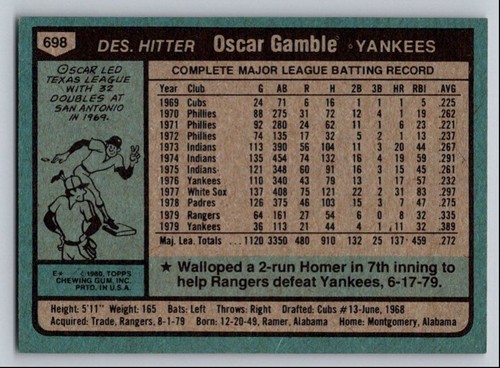 698 DES. HITTER Oscar Gamble YANKEES
OSCAR LED
TEXAS LEAGUE
WITH 32
DOUBLES AT
SAN ANTONIO
IN 1969.
COMPLETE MAJOR LEAGUE BATTING RECORD
Year Club G AB R H 2B 3B HR RBI AVG.
1969 Cubs 24 71 6 16 1 1 1 5 .225
1970 Phillies 88 275 31 72 12 4 1 19 .262
1971 Phillies 92 280 24 62 11 1 6 23 .221
1972 Phillies 74 135 17 32 5 2 1 13 .237
1973 Indians 113 390 56 104 11 3 20 44 .267
1974 Indians 135 454 74 132 16 4 19 59 .291
1975 Indians 121 348 60 91 16 3 15 45 .261
1976 Yankees 110 340 43 79 13 1 17 57 .232
1977 White Sox 137 408 75 121 22 2 31 83 .297
1978 Padres 126 375 46 103 15 3 7 47 .275
1979 Rangers 64 161 27 54 6 0 8 32 .335
1979 Yankees 36 113 21 44 4 1 11 32 .389
Maj. Lea. Totals ... 1120 3350 480 910 132 25 137 459 .272
★ Walloped a 2-run Homer in 7th inning to
help Rangers defeat Yankees, 6-17-79.
E* © 1980, TOPPS
CHEWING GUM, INC.
PRTD. IN U.S.A.
Height: 5'11" Weight: 165 Bats: Left Throws: Right Drafted: Cubs #13-June, 1968
Acquired: Trade, Rangers, 8-1-79 Born: 12-20-49, Ramer, Alabama Home: Montgomery, Alabama